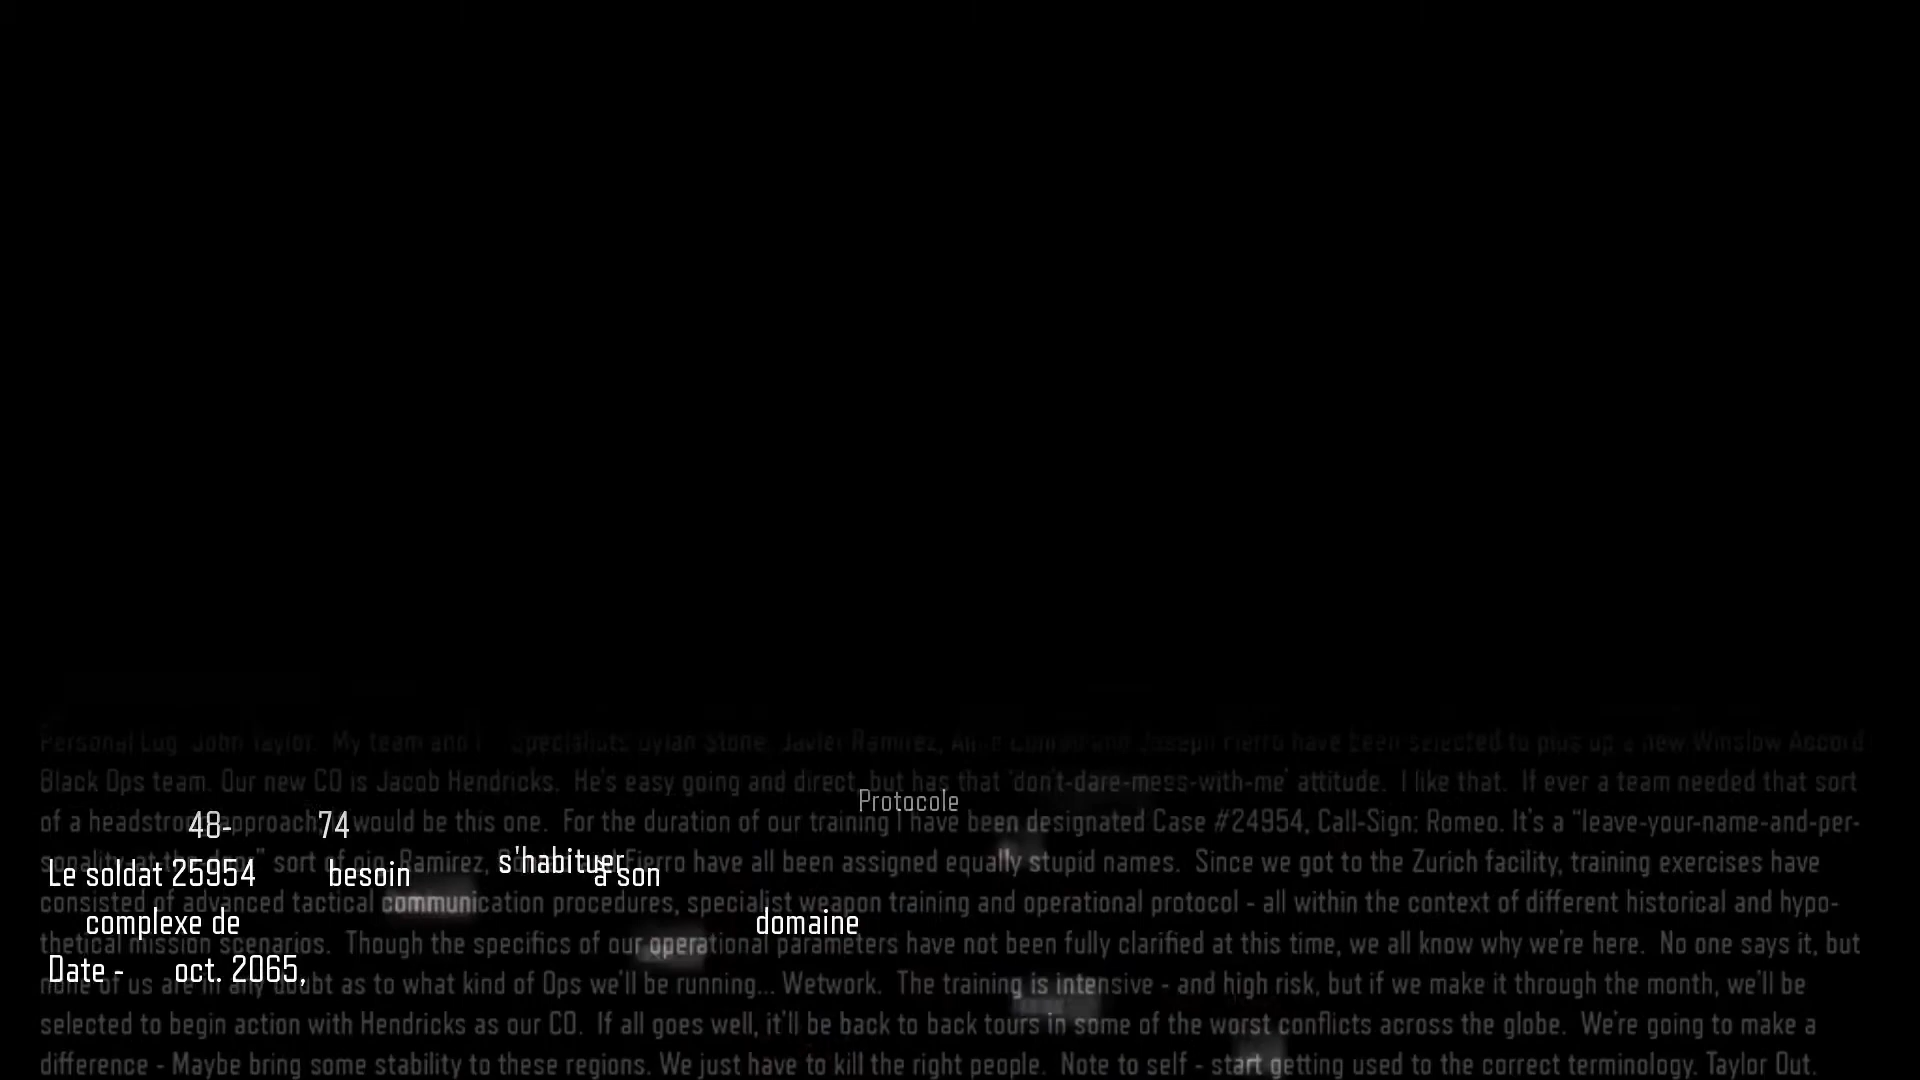 Personal Log. John Taylor. My team and I Specialists Dylan Stone, Javier Ramirez, Alice Conrad and Joseph Fierro have been selected to plus up a new Winslow Accord
Black Ops team. Our new CO is Jacob Hendricks. He's easy going and direct, but has that 'don't-dare-mess-with-me' attitude. I like that. If ever a team needed that sort
Protocole
of a headstrong approach, would be this one. For the duration of our training I have been designated Case #24954, Call-Sign: Romeo. It's a "leave-your-name-and-per-
48- 74
sort of gig. Ramirez, Fierro have all been assigned equally stupid names. Since we got to the Zurich facility, training exercises have
Le soldat 25954 besoin s'habituer à son
consisted of advanced tactical communication procedures, specialist weapon training and operational protocol - all within the context of different historical and hypo-
complexe de domaine
thetical mission scenarios. Though the specifics of our operational parameters have not been fully clarified at this time, we all know why we're here. No one says it, but
Date - oct. 2065,
none of us are in any doubt as to what kind of Ops we'll be running... Wetwork. The training is intensive - and high risk, but if we make it through the month, we'll be
selected to begin action with Hendricks as our CO. If all goes well, it'll be back to back tours in some of the worst conflicts across the globe. We're going to make a
difference - Maybe bring some stability to these regions. We just have to kill the right people. Note to self - start getting used to the correct terminology. Taylor Out.